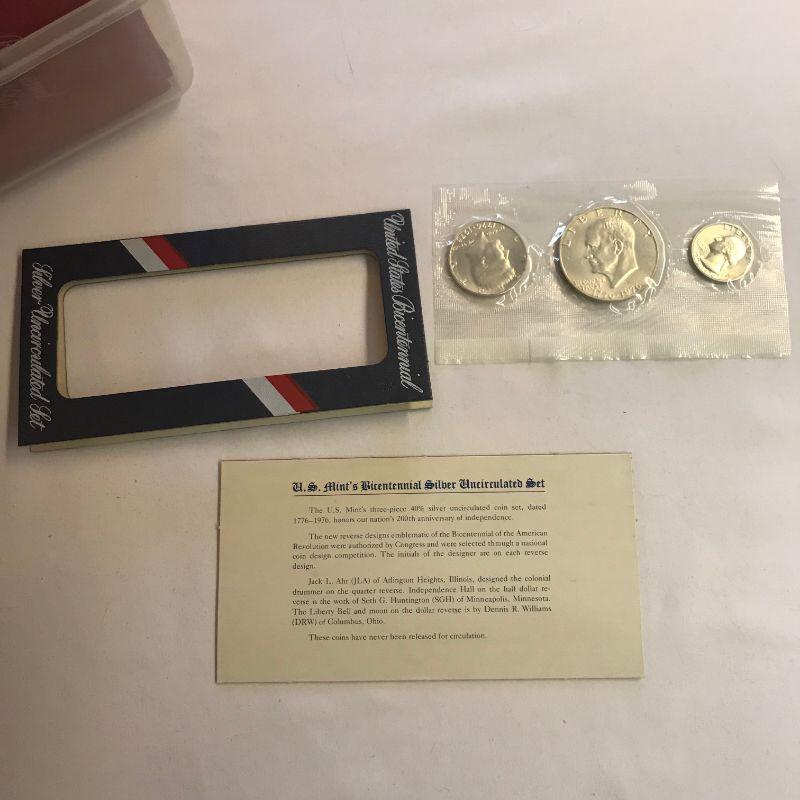 United States Bicentennial
Silver Uncirculated Set
LIBERTY
1776-1976
U.S. Mint's Bicentennial Silver Uncirculated Set
The U.S. Mint's three-piece 40% silver uncirculated coin set, dated
1776–1976, honors our nation's 200th anniversary of independence.
The new reverse designs emblematic of the Bicentennial of the American
Revolution were authorized by Congress and were selected through a national
coin design competition. The initials of the designer are on each reverse
design.
Jack L. Ahr (JLA) of Arlington Heights, Illinois, designed the colonial
drummer on the quarter reverse. Independence Hall on the half dollar re-
verse is the work of Seth G. Huntington (SGH) of Minneapolis, Minnesota.
The Liberty Bell and moon on the dollar reverse is by Dennis R. Williams
(DRW) of Columbus, Ohio.
These coins have never been released for circulation.